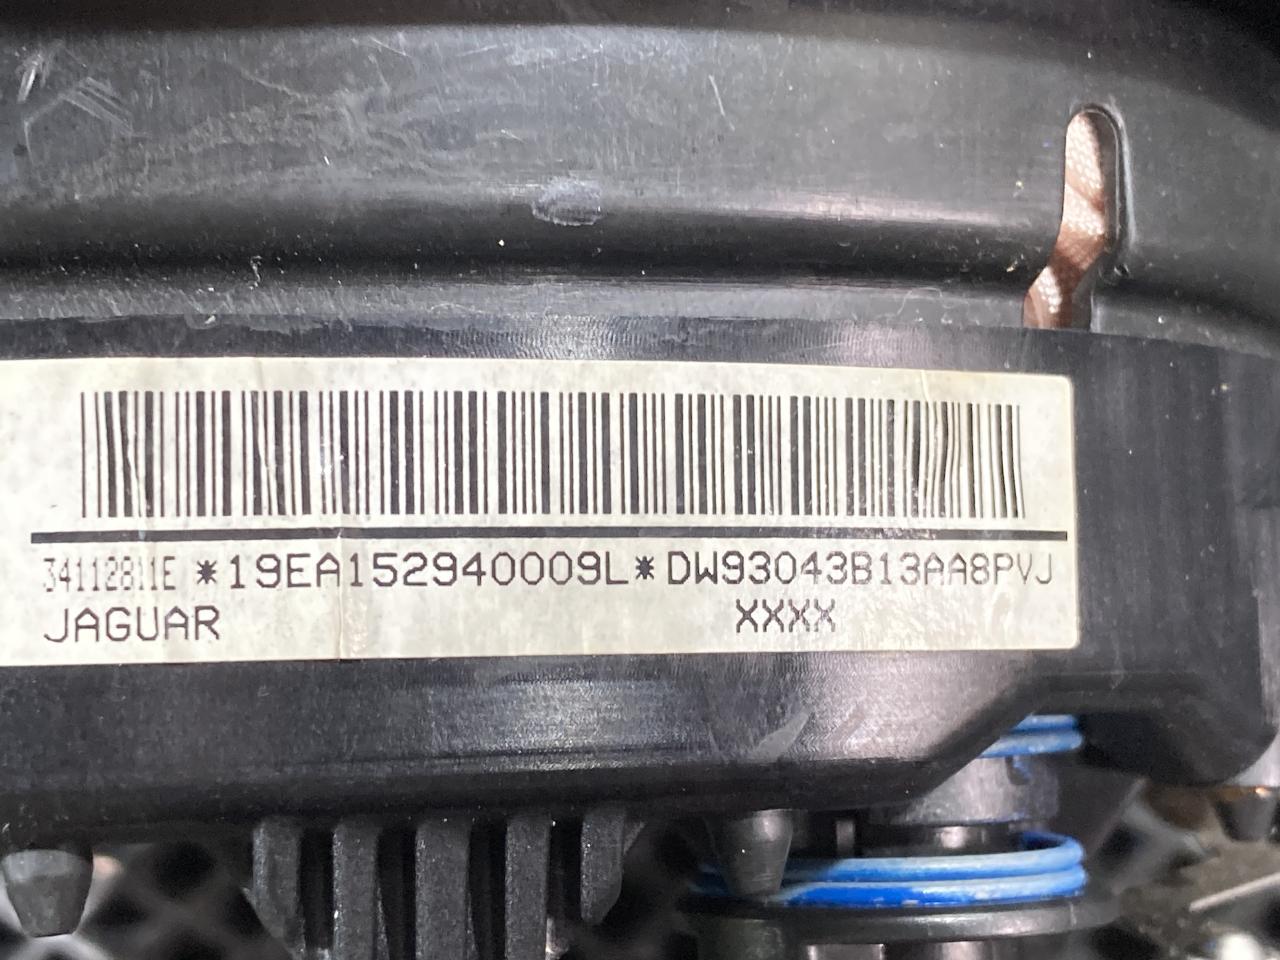 34112811E *19EA152940009L* DW93043B13AA8PVJ
JAGUAR XXXX